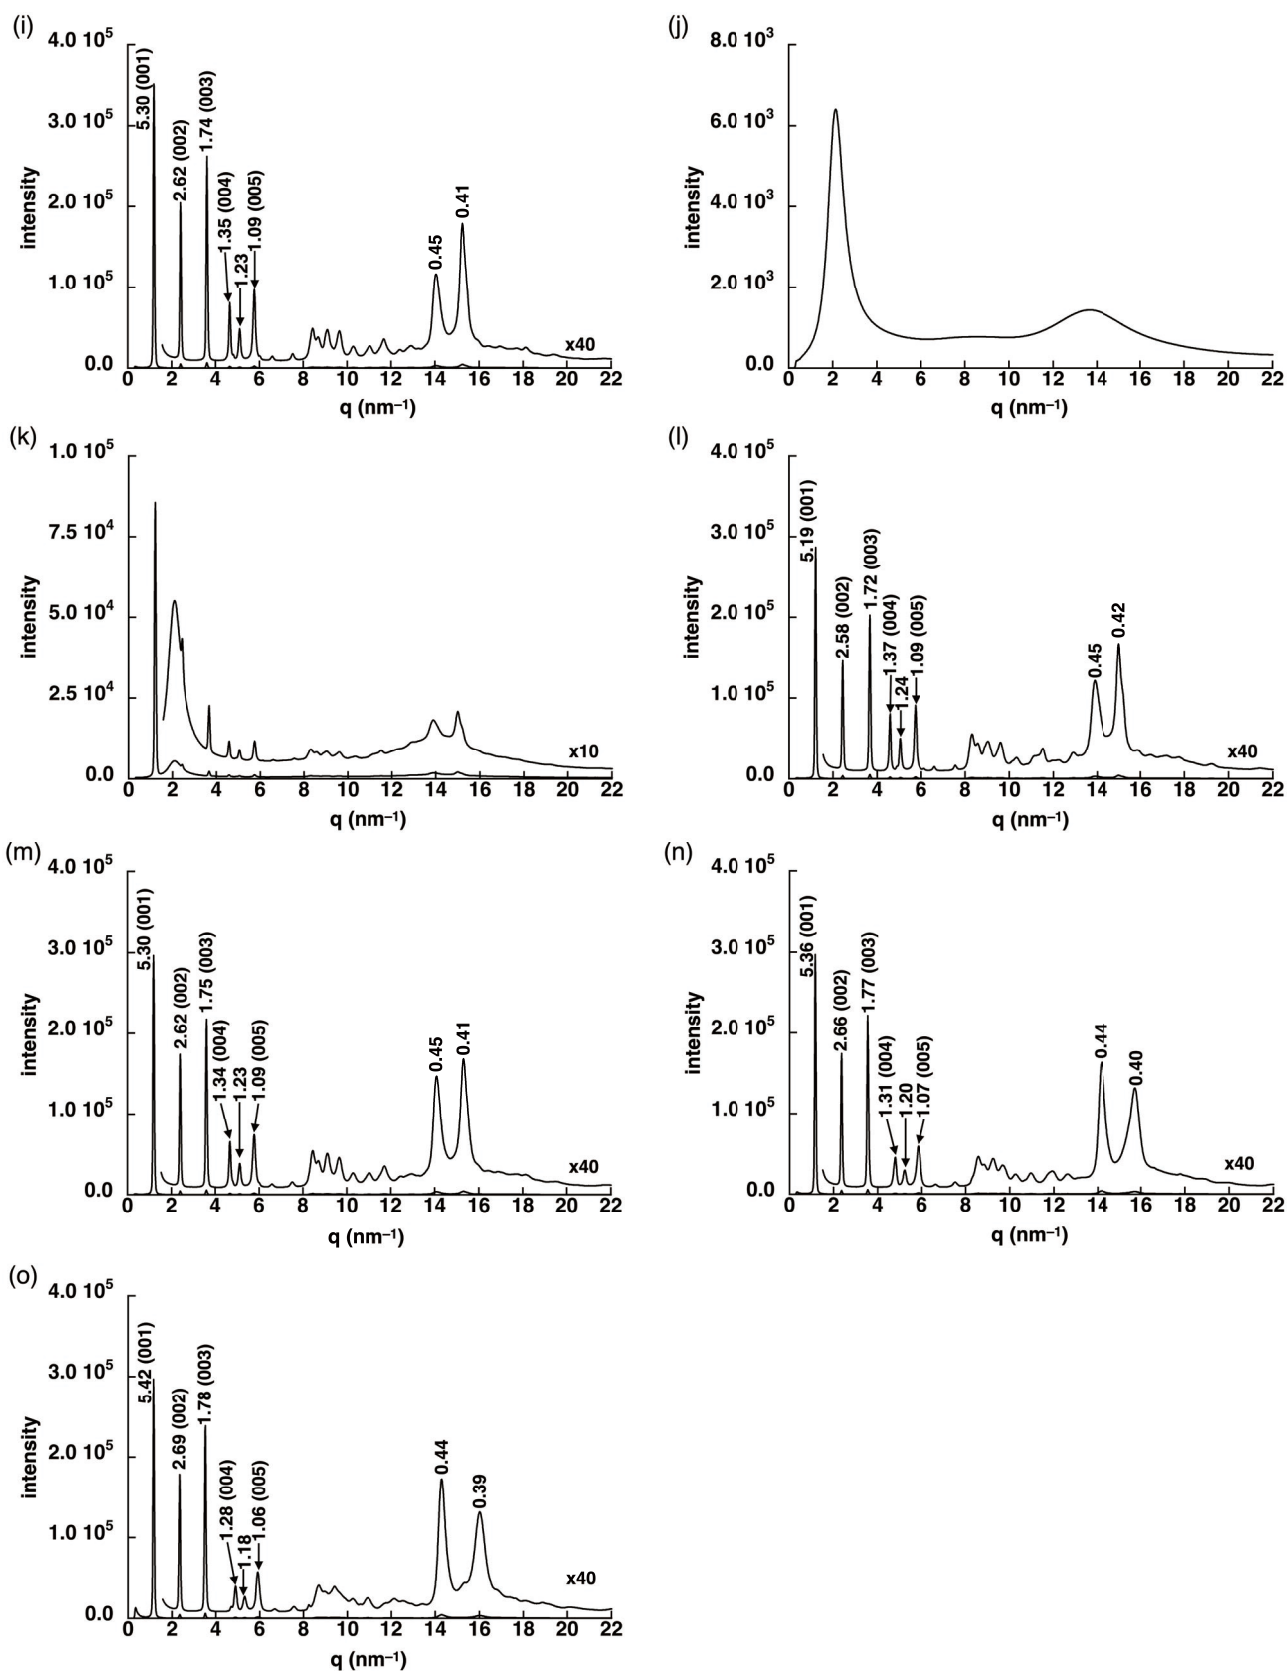 (i)
4.0 10⁵
3.0 10⁵
2.0 10⁵
1.0 10⁵
0.0
intensity
5.30 (001)
2.62 (002)
1.74 (003)
1.35 (004)
1.23
1.09 (005)
0.45
0.41
x40
0 2 4 6 8 10 12 14 16 18 20 22
q (nm⁻¹)
(j)
8.0 10³
6.0 10³
4.0 10³
2.0 10³
0.0
intensity
0 2 4 6 8 10 12 14 16 18 20 22
q (nm⁻¹)
(k)
1.0 10⁵
7.5 10⁴
5.0 10⁴
2.5 10⁴
0.0
intensity
x10
0 2 4 6 8 10 12 14 16 18 20 22
q (nm⁻¹)
(l)
4.0 10⁵
3.0 10⁵
2.0 10⁵
1.0 10⁵
0.0
intensity
5.19 (001)
2.58 (002)
1.72 (003)
1.37 (004)
1.24
1.09 (005)
0.45
0.42
x40
0 2 4 6 8 10 12 14 16 18 20 22
q (nm⁻¹)
(m)
4.0 10⁵
3.0 10⁵
2.0 10⁵
1.0 10⁵
0.0
intensity
5.30 (001)
2.62 (002)
1.75 (003)
1.34 (004)
1.23
1.09 (005)
0.45
0.41
x40
0 2 4 6 8 10 12 14 16 18 20 22
q (nm⁻¹)
(n)
4.0 10⁵
3.0 10⁵
2.0 10⁵
1.0 10⁵
0.0
intensity
5.36 (001)
2.66 (002)
1.77 (003)
1.31 (004)
1.20
1.07 (005)
0.44
0.40
x40
0 2 4 6 8 10 12 14 16 18 20 22
q (nm⁻¹)
(o)
4.0 10⁵
3.0 10⁵
2.0 10⁵
1.0 10⁵
0.0
intensity
5.42 (001)
2.69 (002)
1.78 (003)
1.28 (004)
1.18
1.06 (005)
0.44
0.39
x40
0 2 4 6 8 10 12 14 16 18 20 22
q (nm⁻¹)